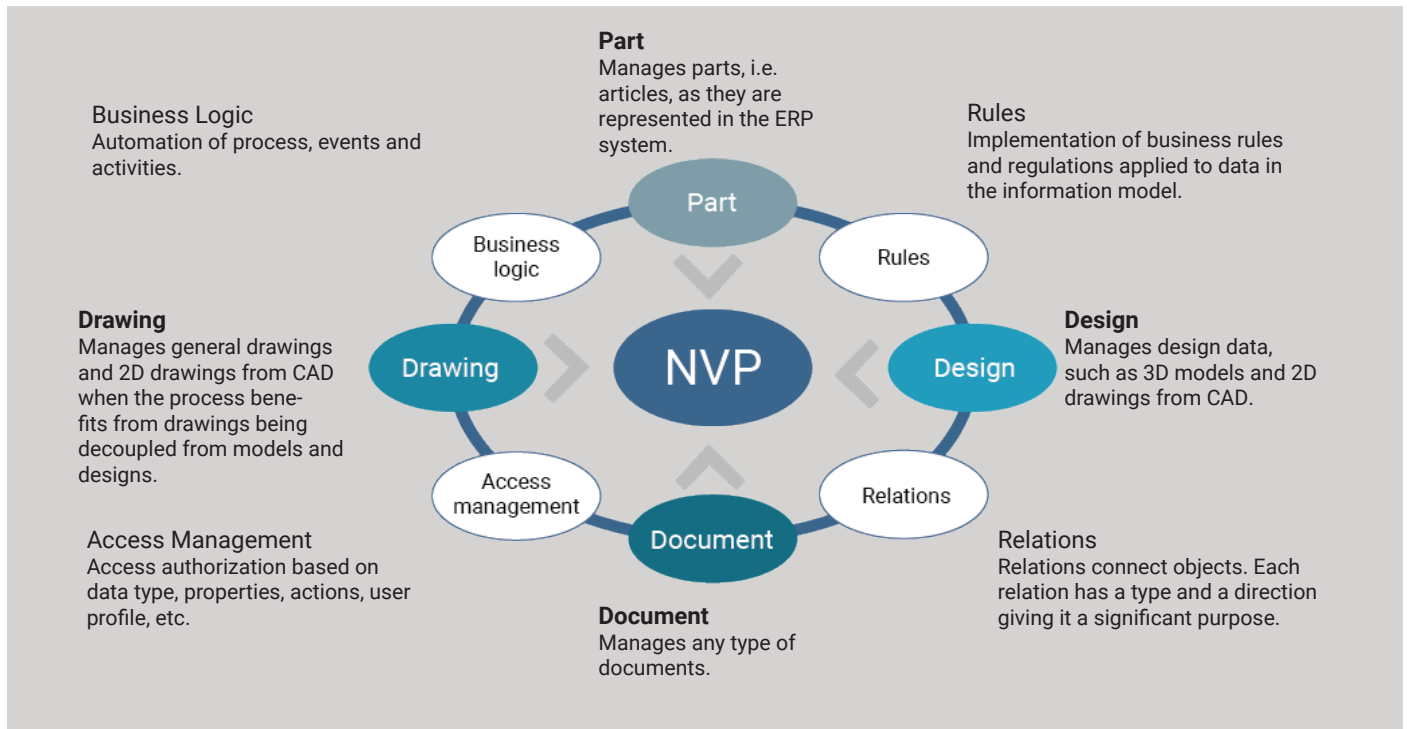 Part
Manages parts, i.e.
articles, as they are
represented in the ERP
system.
Business Logic
Automation of process, events and
activities.
Rules
Implementation of business rules
and regulations applied to data in
the information model.
Part
Business
logic
Rules
Drawing
Manages general drawings
and 2D drawings from CAD
when the process bene-
fits from drawings being
decoupled from models and
designs.
Drawing
NVP
Design
Design
Manages design data,
such as 3D models and 2D
drawings from CAD.
Access
management
Relations
Document
Access Management
Access authorization based on
data type, properties, actions, user
profile, etc.
Relations
Relations connect objects. Each
relation has a type and a direction
giving it a significant purpose.
Document
Manages any type of
documents.